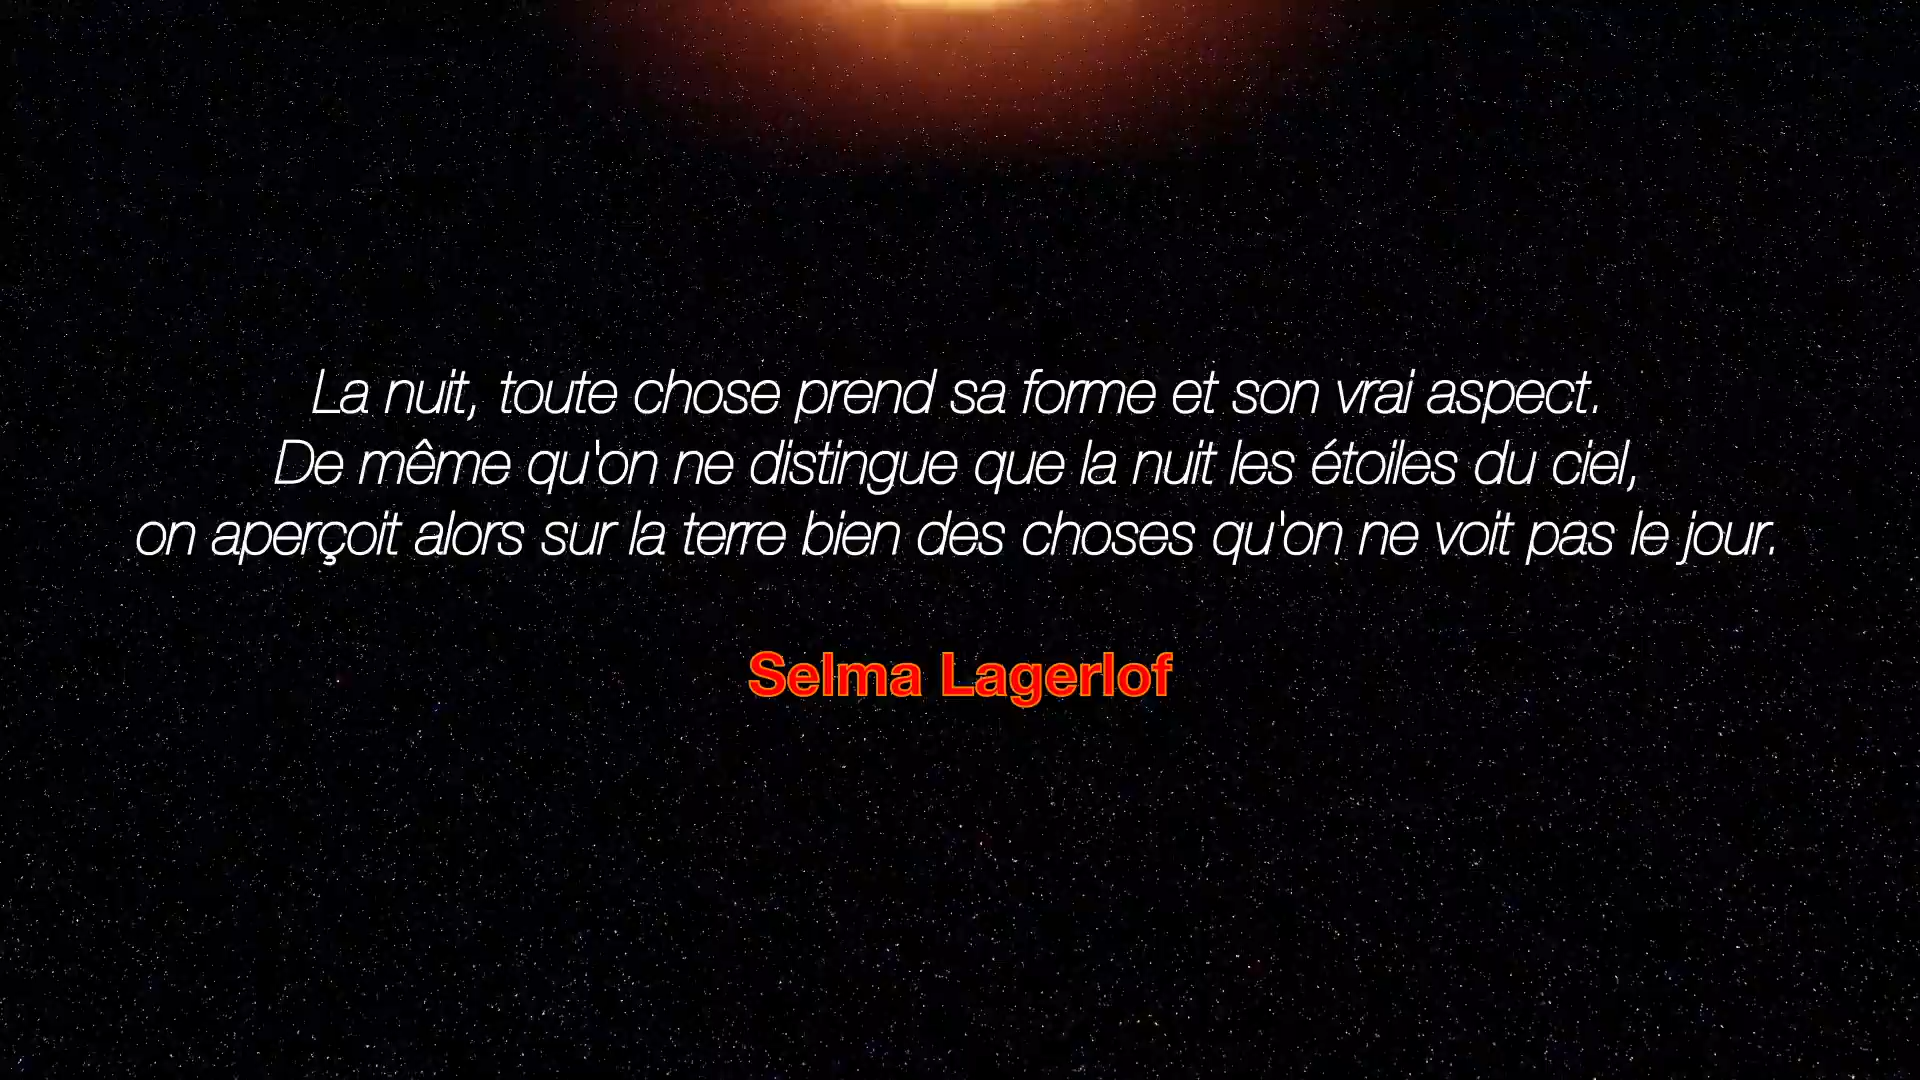 La nuit, toute chose prend sa forme et son vrai aspect.
De même qu'on ne distingue que la nuit les étoiles du ciel,
on aperçoit alors sur la terre bien des choses qu'on ne voit pas le jour.
Selma Lagerlof